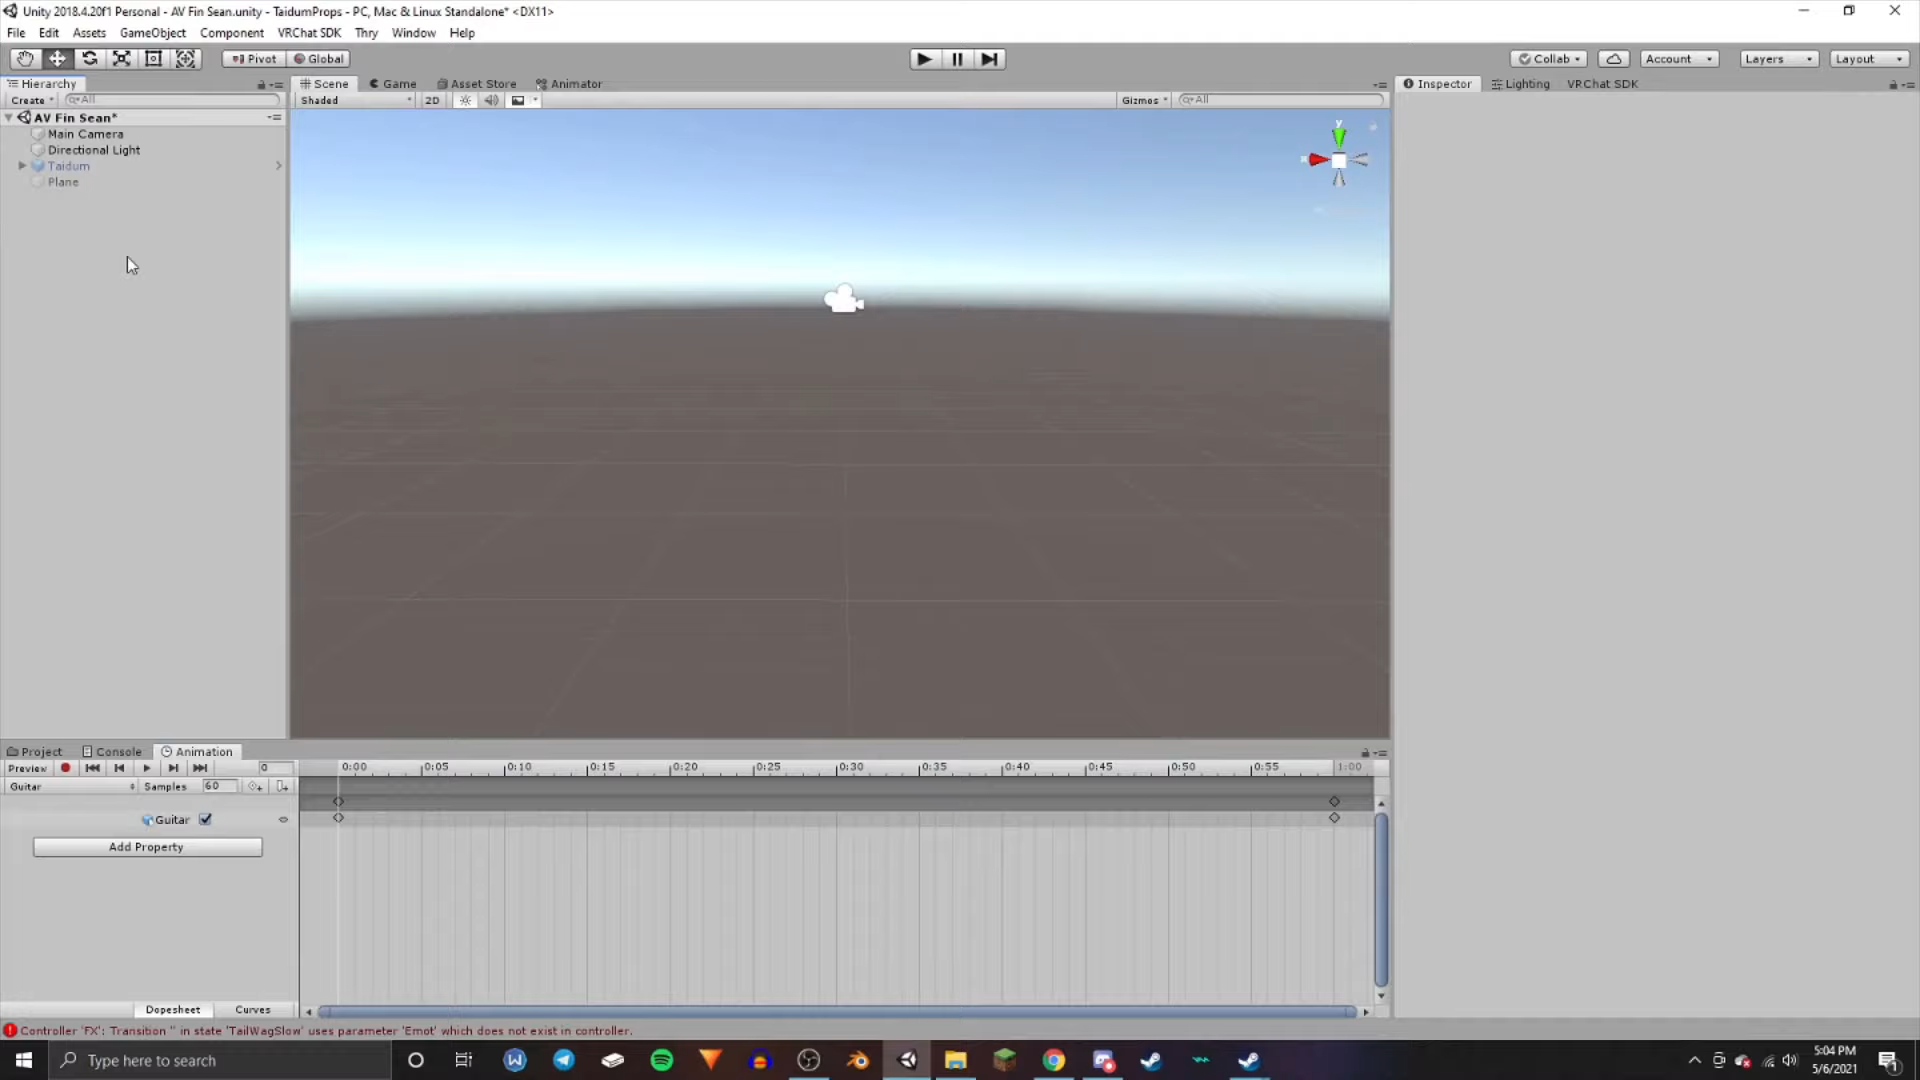 Unity 2018.4.20f1 Personal - AV Fin Sean.unity - TaidumProps - PC, Mac & Linux Standalone* <DX11>
File Edit Assets GameObject Component VRChat SDK Thry Window Help
Pivot Global Collab Account Layers Layout
Hierarchy Scene Game Asset Store Animator Inspector Lighting VRChat SDK
Create All Shaded 2D Gizmos All
AV Fin Sean*
Main Camera
Directional Light
Taidum
Plane
y
x
Project Console Animation
Preview 0 0:00 0:05 0:10 0:15 0:20 0:25 0:30 0:35 0:40 0:45 0:50 0:55 1:00
Guitar Samples 60
Guitar
Add Property
Dopesheet Curves
Controller 'FX': Transition '' in state 'TailWagSlow' uses parameter 'Emot' which does not exist in controller.
Type here to search
5:04 PM
5/6/2021
1